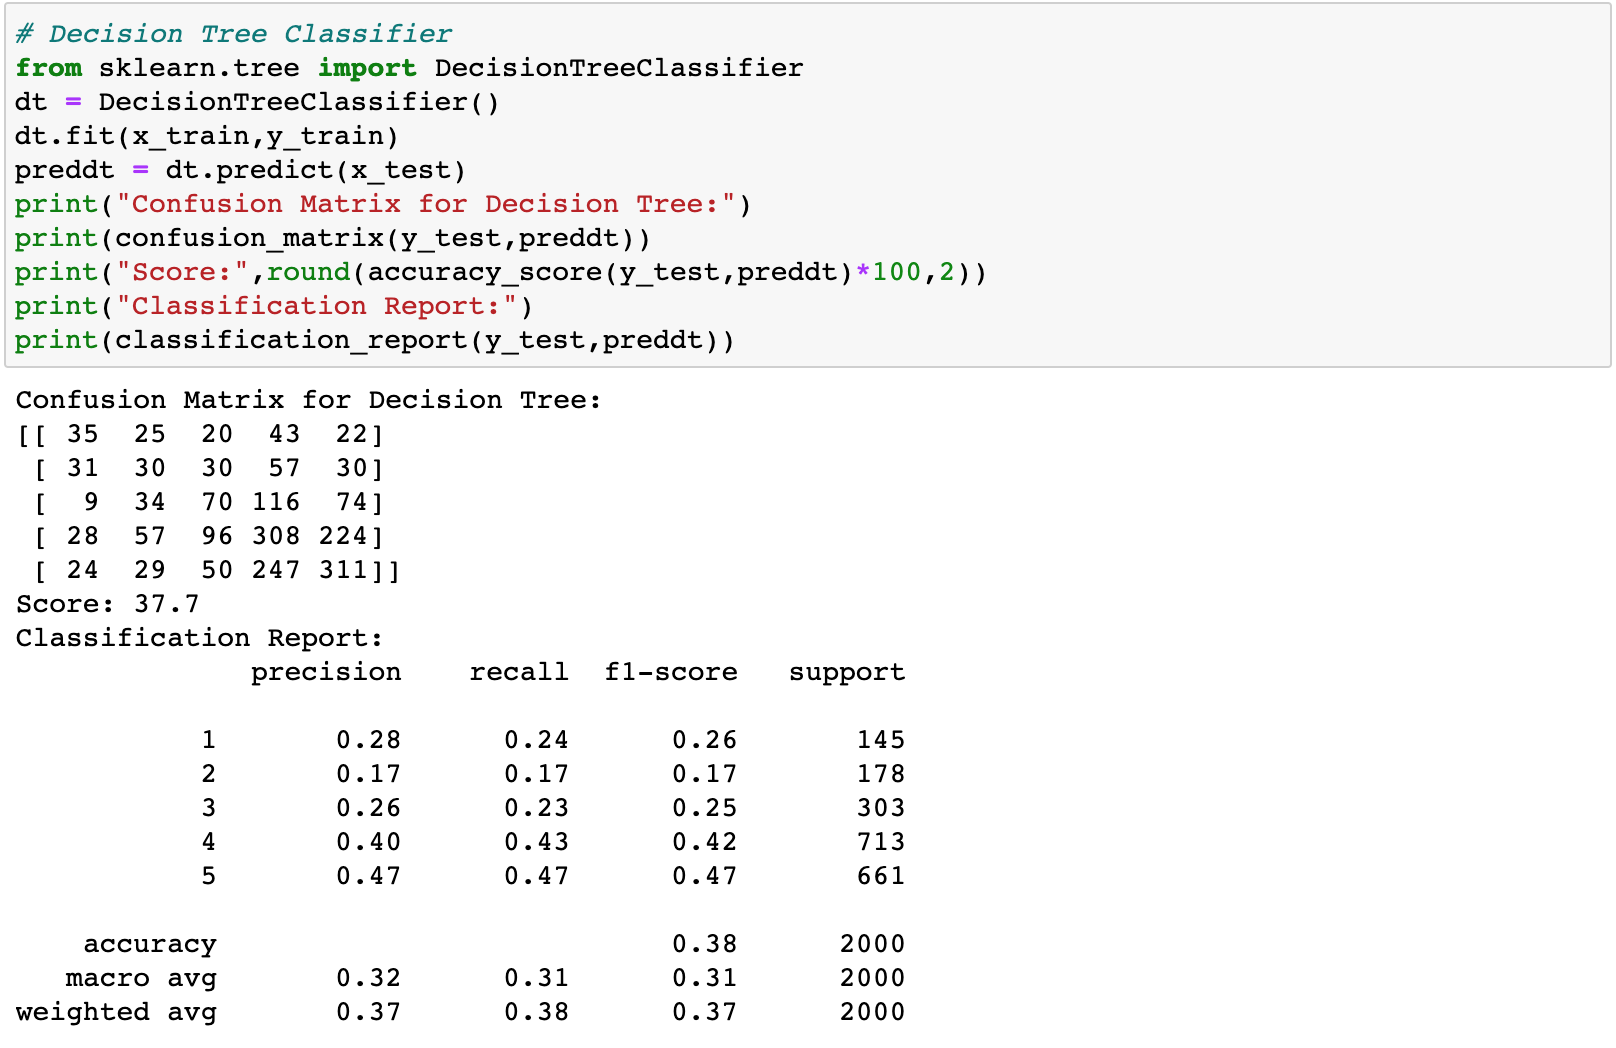 # Decision Tree Classifier
from sklearn.tree import DecisionTreeClassifier
dt = DecisionTreeClassifier()
dt.fit(x_train,y_train)
preddt = dt.predict(x_test)
print("Confusion Matrix for Decision Tree:")
print(confusion_matrix(y_test,preddt))
print("Score:",round(accuracy_score(y_test,preddt)*100,2))
print("Classification Report:")
print(classification_report(y_test,preddt))
Confusion Matrix for Decision Tree:
[[ 35  25  20  43  22]
 [ 31  30  30  57  30]
 [  9  34  70 116  74]
 [ 28  57  96 308 224]
 [ 24  29  50 247 311]]
Score: 37.7
Classification Report:
              precision    recall  f1-score   support
           1       0.28      0.24      0.26       145
           2       0.17      0.17      0.17       178
           3       0.26      0.23      0.25       303
           4       0.40      0.43      0.42       713
           5       0.47      0.47      0.47       661
    accuracy                           0.38      2000
   macro avg       0.32      0.31      0.31      2000
weighted avg       0.37      0.38      0.37      2000